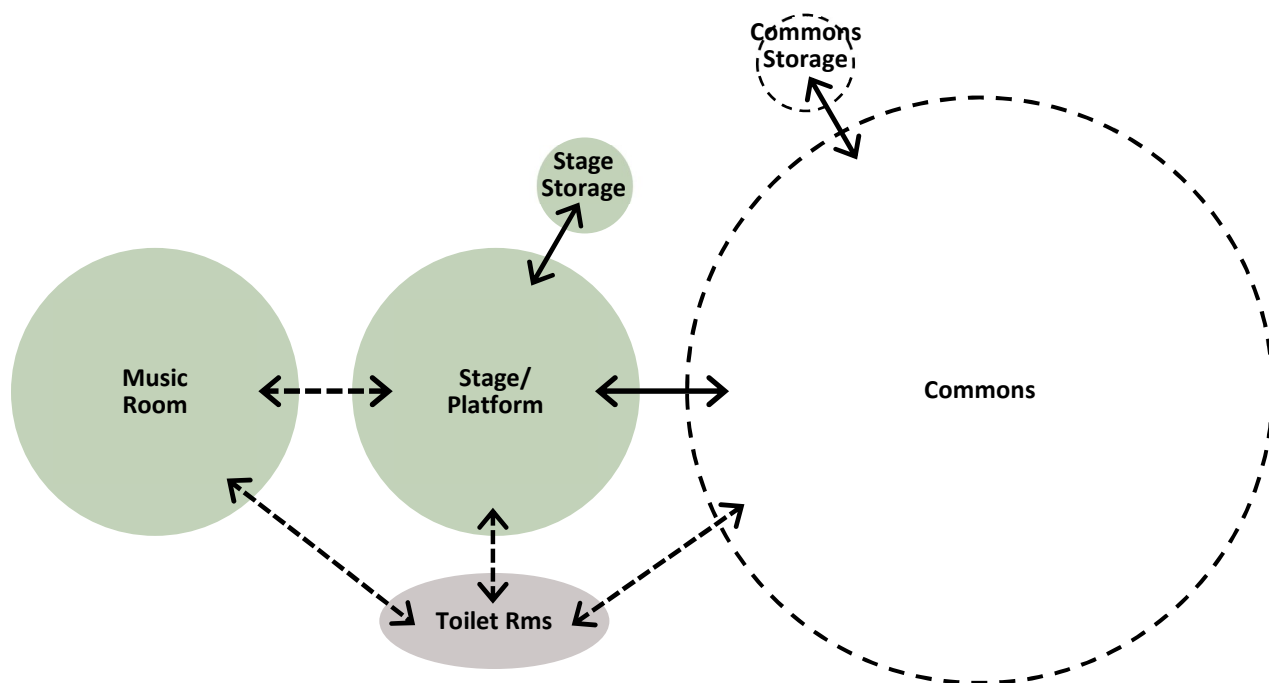 Commons
Storage
Stage
Storage
Music
Room
Stage/
Platform
Commons
Toilet Rms